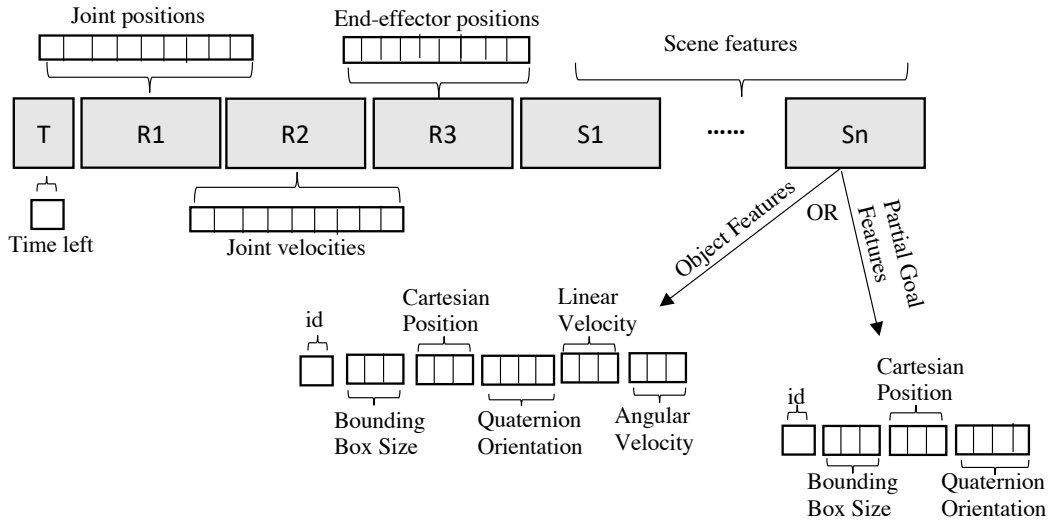 Joint positions
End-effector positions
Scene features
T
R1
R2
R3
S1
......
Sn
Time left
Joint velocities
Object Features
OR
Partial Goal
Features
id
Cartesian
Position
Linear
Velocity
Bounding
Box Size
Quaternion
Orientation
Angular
Velocity
id
Cartesian
Position
Bounding
Box Size
Quaternion
Orientation